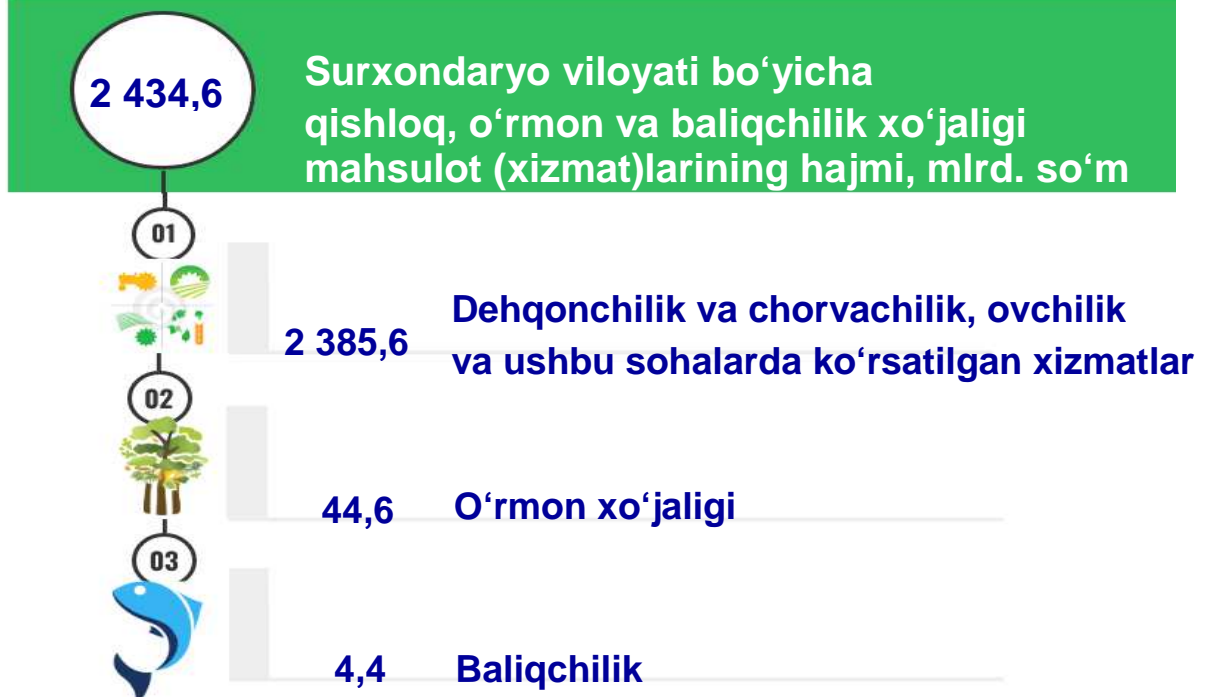 2 434,6
Surxondaryo viloyati bo‘yicha
qishloq, o‘rmon va baliqchilik xo‘jaligi
mahsulot (xizmat)larining hajmi, mlrd. so‘m
01
2 385,6
Dehqonchilik va chorvachilik, ovchilik
va ushbu sohalarda ko‘rsatilgan xizmatlar
02
44,6
O‘rmon xo‘jaligi
03
4,4
Baliqchilik